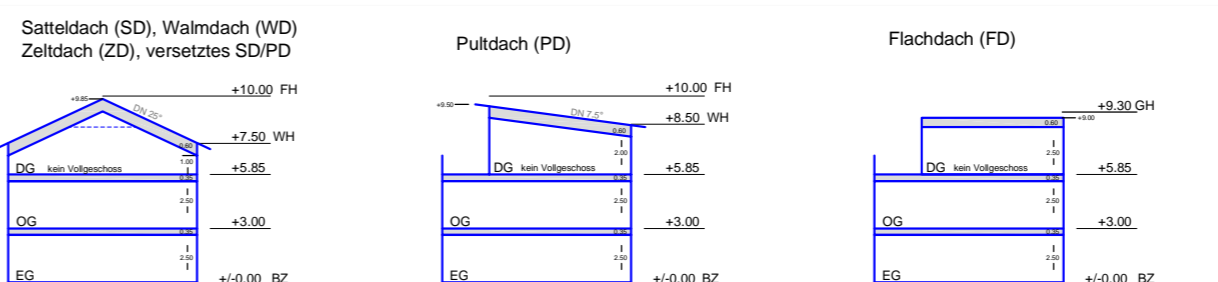 Satteldach (SD), Walmdach (WD)
Zeltdach (ZD), versetztes SD/PD
+10.00 FH
+9.85
DN 25°
+7.50 WH
0.60
1.00
DG kein Vollgeschoss
+5.85
0.35
2.50
OG
+3.00
0.35
2.50
EG
+/-0.00 BZ
Pultdach (PD)
+10.00 FH
+9.50
DN 7.5°
+8.50 WH
0.60
2.00
DG kein Vollgeschoss
+5.85
0.35
2.50
OG
+3.00
0.35
2.50
EG
+/-0.00 BZ
Flachdach (FD)
+9.30 GH
+9.00
0.60
2.50
DG kein Vollgeschoss
+5.85
0.35
2.50
OG
+3.00
0.35
2.50
EG
+/-0.00 BZ